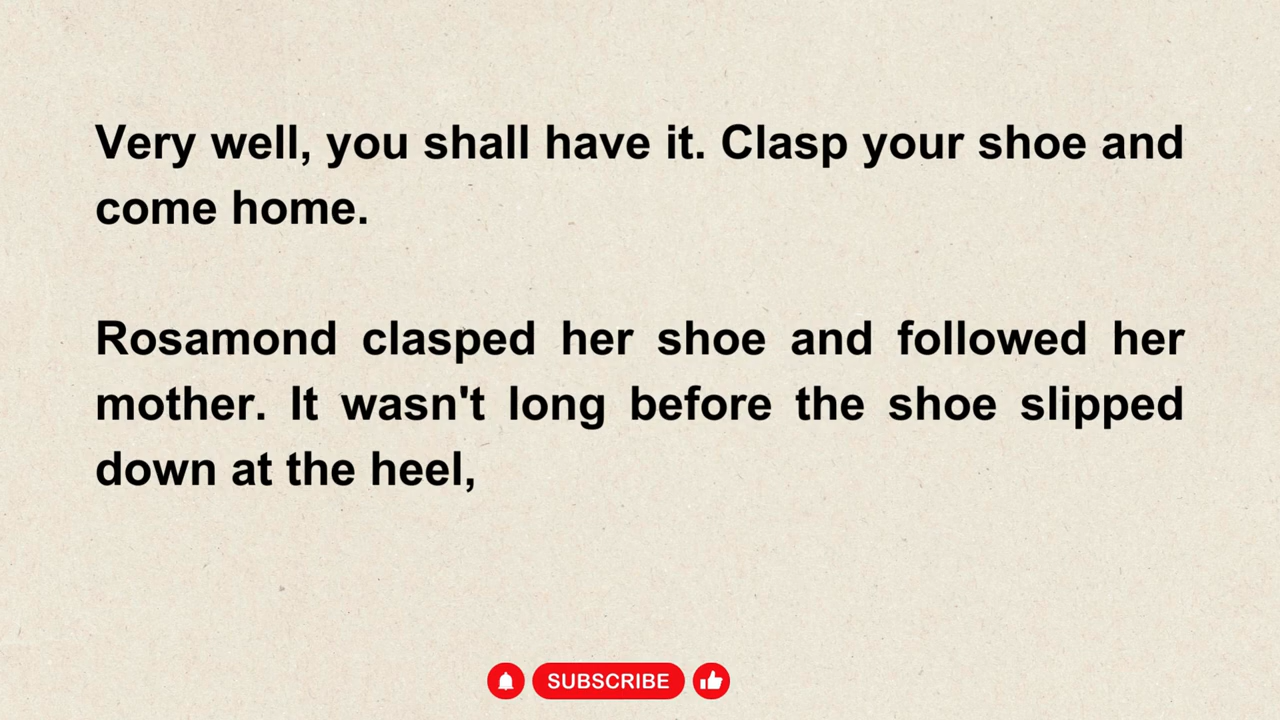 Very well, you shall have it. Clasp your shoe and
come home.
Rosamond clasped her shoe and followed her
mother. It wasn't long before the shoe slipped
down at the heel,
SUBSCRIBE